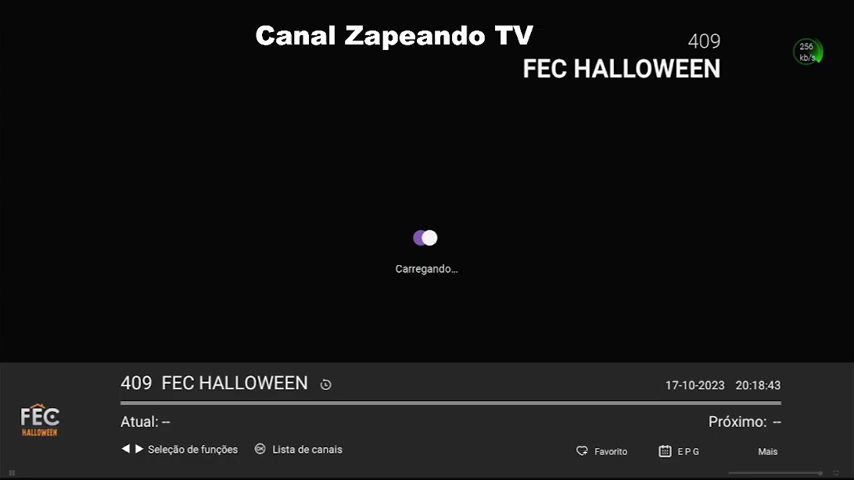 Canal Zapeando TV
409
FEC HALLOWEEN
256
kb/s
Carregando...
409 FEC HALLOWEEN
17-10-2023 20:18:43
FEC
HALLOWEEN
Atual: --
Próximo: --
Seleção de funções
OK Lista de canais
Favorito
EPG
Mais